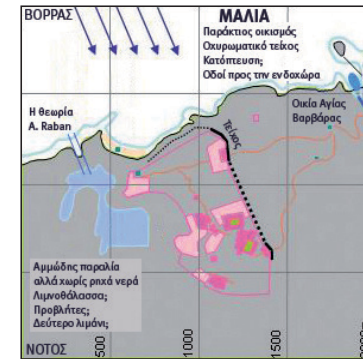 ΒΟΡΡΑΣ
ΜΑΛΙΑ
Παράκτιος οικισμός
Οχυρωματικό τείχος
Κατόπτευση;
Οδοί προς την ενδοχώρα
Η θεωρία
A. Raban
Τείχος
Οικία Αγίας
Βαρβάρας
Αμμώδης παραλία
αλλά χωρίς ρηχά νερά
Λιμνοθάλασσα;
Προβλήτες;
Δεύτερο λιμάνι;
ΝΟΤΟΣ
500
1000
1500